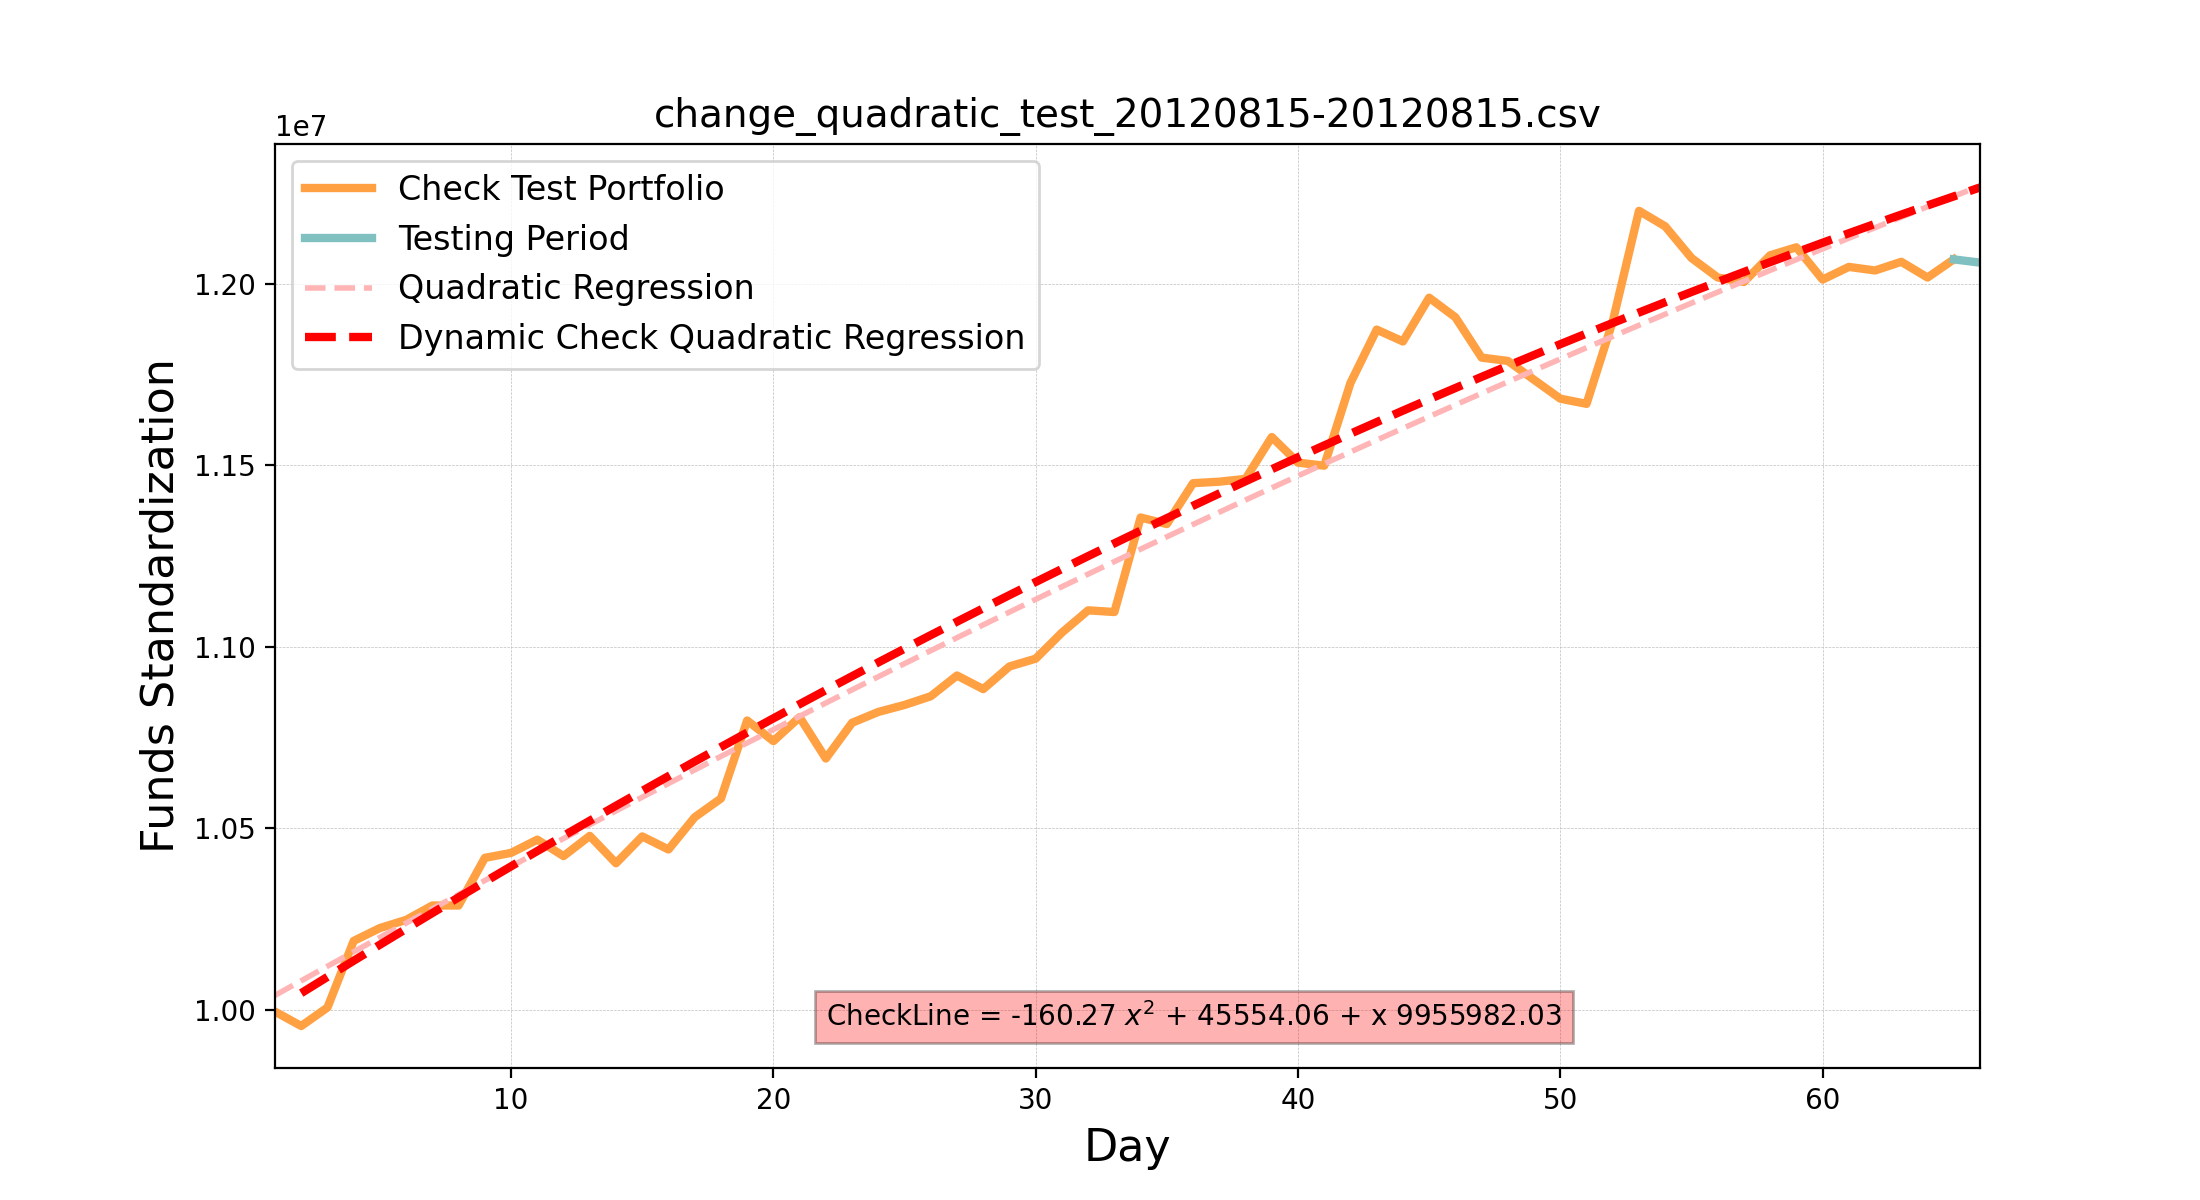 change_quadratic_test_20120815-20120815.csv
1e7
Check Test Portfolio
Testing Period
Quadratic Regression
Dynamic Check Quadratic Regression
1.20
1.15
1.10
1.05
1.00
Funds Standardization
CheckLine = -160.27 x² + 45554.06 + x 9955982.03
10 20 30 40 50 60
Day